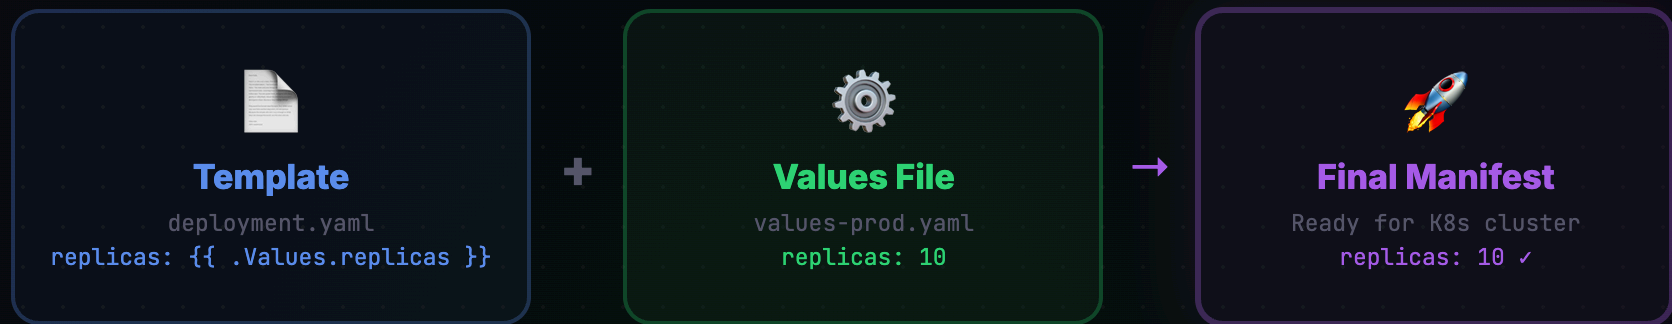 Template
deployment.yaml
replicas: {{ .Values.replicas }}
+
Values File
values-prod.yaml
replicas: 10
→
Final Manifest
Ready for K8s cluster
replicas: 10 ✓